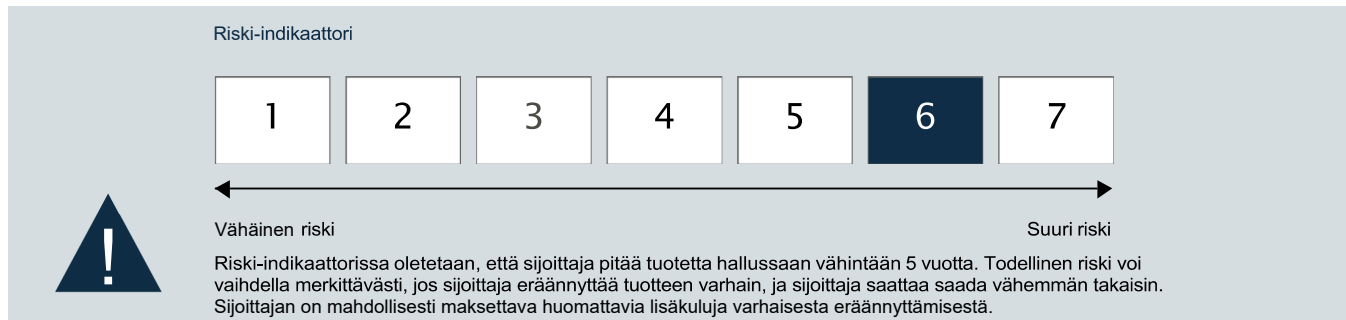 Riski-indikaattori
1 2 3 4 5 6 7
Vähäinen riski Suuri riski
!
Riski-indikaattorissa oletetaan, että sijoittaja pitää tuotetta hallussaan vähintään 5 vuotta. Todellinen riski voi
vaihdella merkittävästi, jos sijoittaja eräännyttää tuotteen varhain, ja sijoittaja saattaa saada vähemmän takaisin.
Sijoittajan on mahdollisesti maksettava huomattavia lisäkuluja varhaisesta eräännyttämisestä.